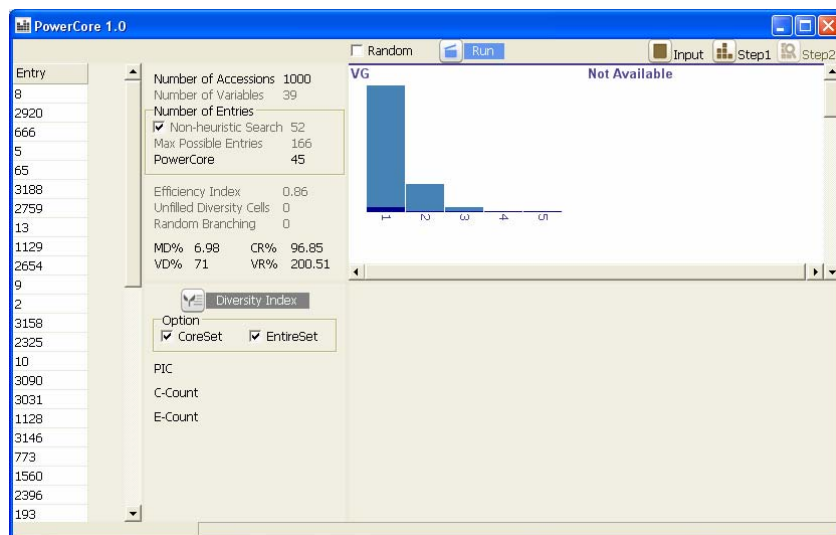 PowerCore 1.0
Random Run Input Step1 Step2
Entry
8
2920
666
5
65
3188
2759
13
1129
2654
9
2
3158
2325
10
3090
3031
1128
3146
773
1560
2396
193
Number of Accessions 1000
Number of Variables 39
Number of Entries
Non-heuristic Search 52
Max Possible Entries 166
PowerCore 45
Efficiency Index 0.86
Unfilled Diversity Cells 0
Random Branching 0
MD% 6.98 CR% 96.85
VD% 71 VR% 200.51
Diversity Index
Option
CoreSet EntireSet
PIC
C-Count
E-Count
VG Not Available
1 2 3 4 5